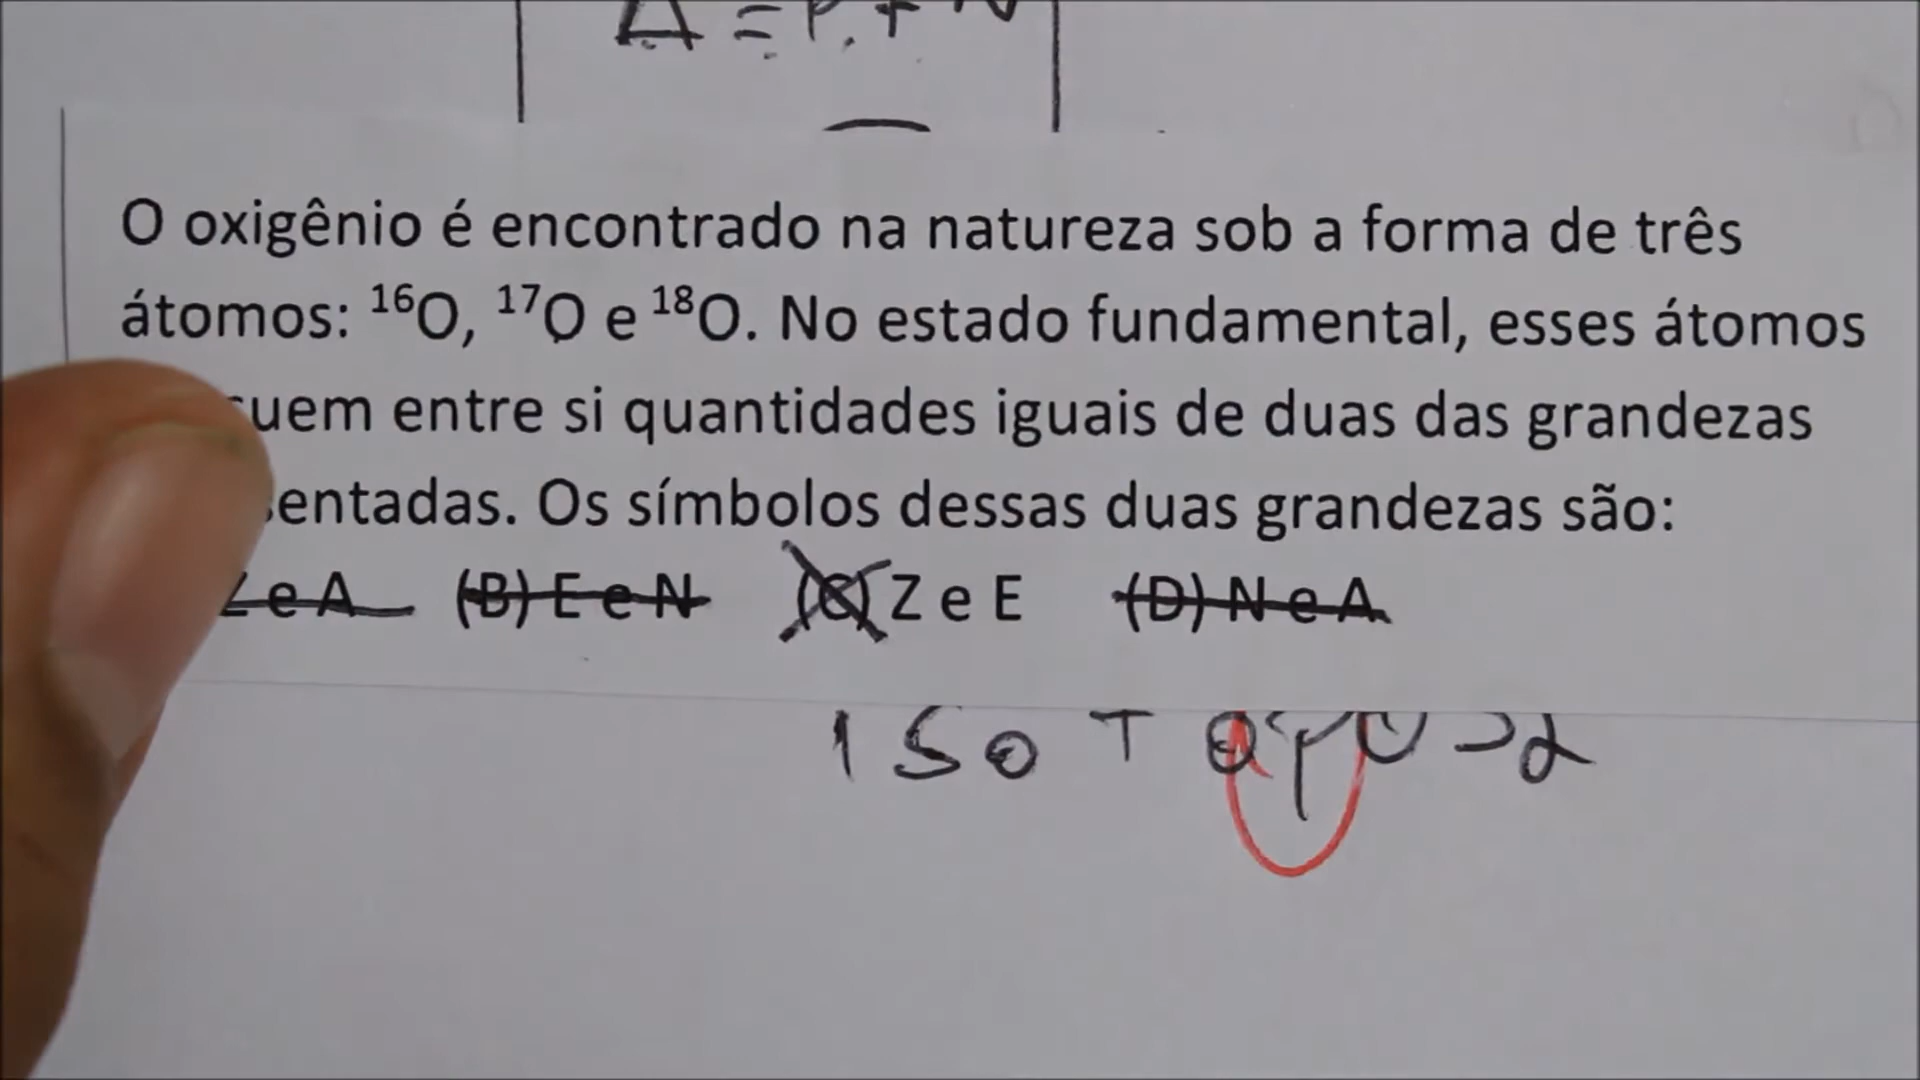 A = P + N
O oxigênio é encontrado na natureza sob a forma de três
átomos: ¹⁶O, ¹⁷O e ¹⁸O. No estado fundamental, esses átomos
uem entre si quantidades iguais de duas das grandezas
sentadas. Os símbolos dessas duas grandezas são:
Z e A (B) E e N (C) Z e E (D) N e A